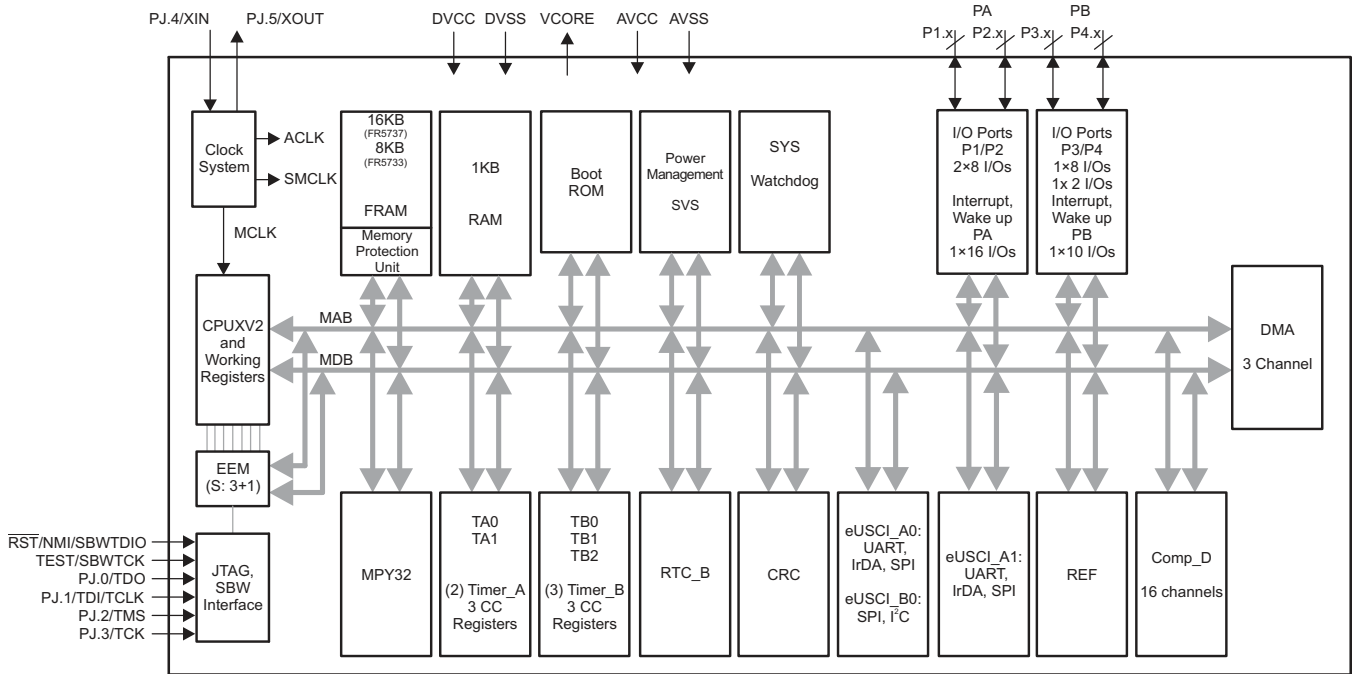 PJ.4/XIN
PJ.5/XOUT
DVCC
DVSS
VCORE
AVCC
AVSS
PA
P1.x
P2.x
PB
P3.x
P4.x
Clock
System
ACLK
SMCLK
MCLK
16KB
(FR5737)
8KB
(FR5733)
FRAM
Memory
Protection
Unit
1KB
RAM
Boot
ROM
Power
Management
SVS
SYS
Watchdog
I/O Ports
P1/P2
2×8 I/Os
Interrupt,
Wake up
PA
1×16 I/Os
I/O Ports
P3/P4
1×8 I/Os
1x 2 I/Os
Interrupt,
Wake up
PB
1×10 I/Os
CPUXV2
and
Working
Registers
MAB
MDB
DMA
3 Channel
EEM
(S: 3+1)
RST/NMI/SBWTDIO
TEST/SBWTCK
PJ.0/TDO
PJ.1/TDI/TCLK
PJ.2/TMS
PJ.3/TCK
JTAG,
SBW
Interface
MPY32
TA0
TA1
(2) Timer_A
3 CC
Registers
TB0
TB1
TB2
(3) Timer_B
3 CC
Registers
RTC_B
CRC
eUSCI_A0:
UART,
IrDA, SPI
eUSCI_B0:
SPI, I²C
eUSCI_A1:
UART,
IrDA, SPI
REF
Comp_D
16 channels